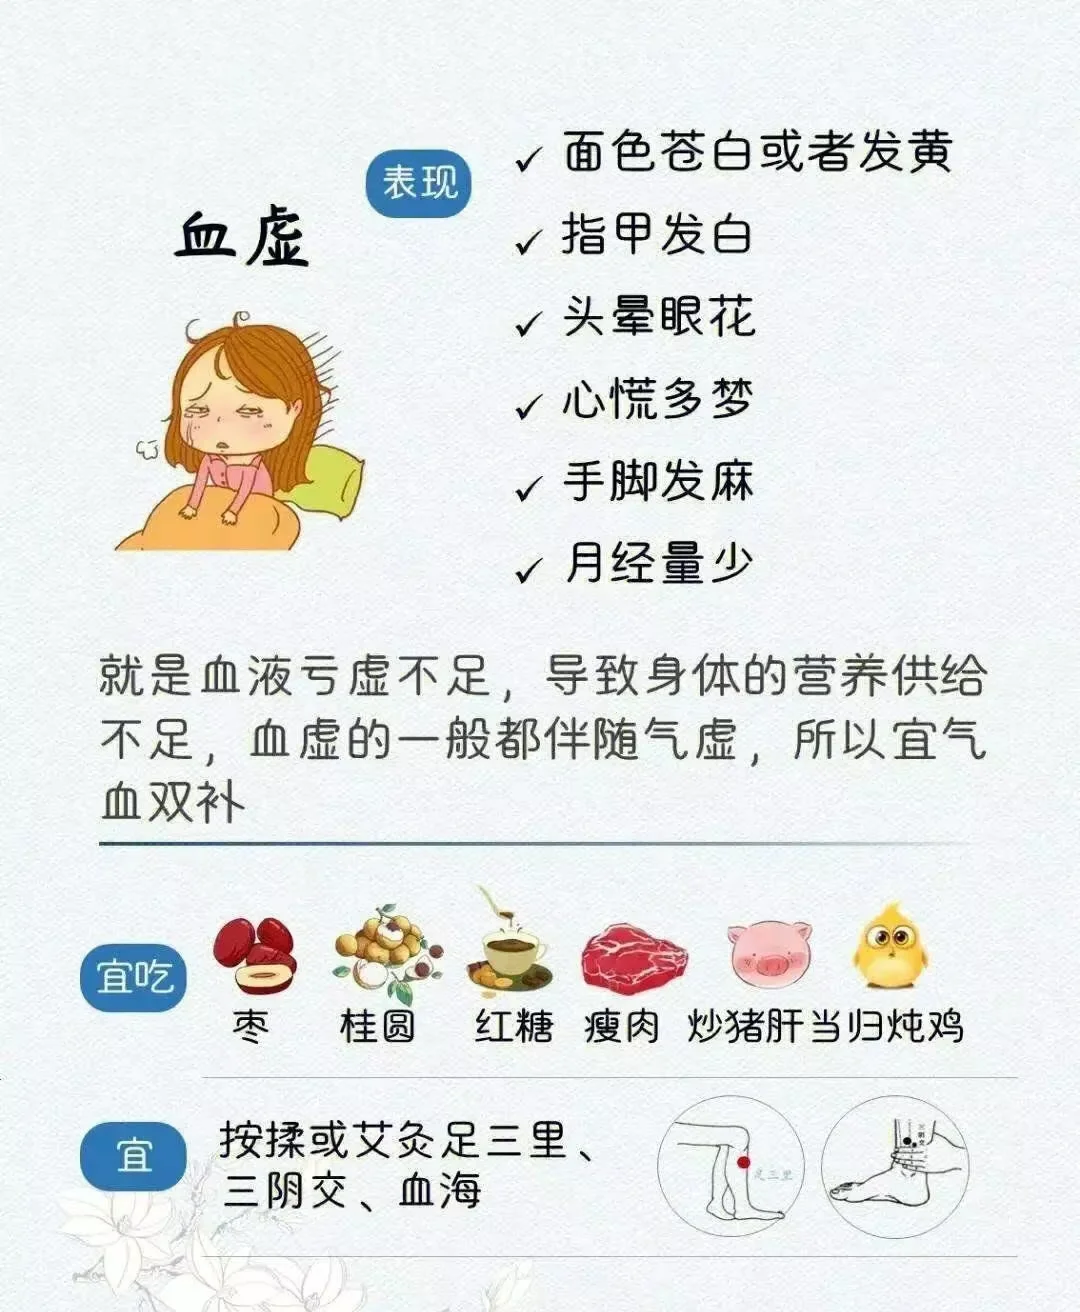 血虚
表现
面色苍白或者发黄
指甲发白
头晕眼花
心慌多梦
手脚发麻
月经量少
就是血液亏虚不足，导致身体的营养供给
不足，血虚的一般都伴随气虚，所以宜气
血双补
宜吃
枣 桂圆 红糖 瘦肉 炒猪肝 当归炖鸡
宜
按揉或艾灸足三里、
三阴交、血海
足三里
三阴交